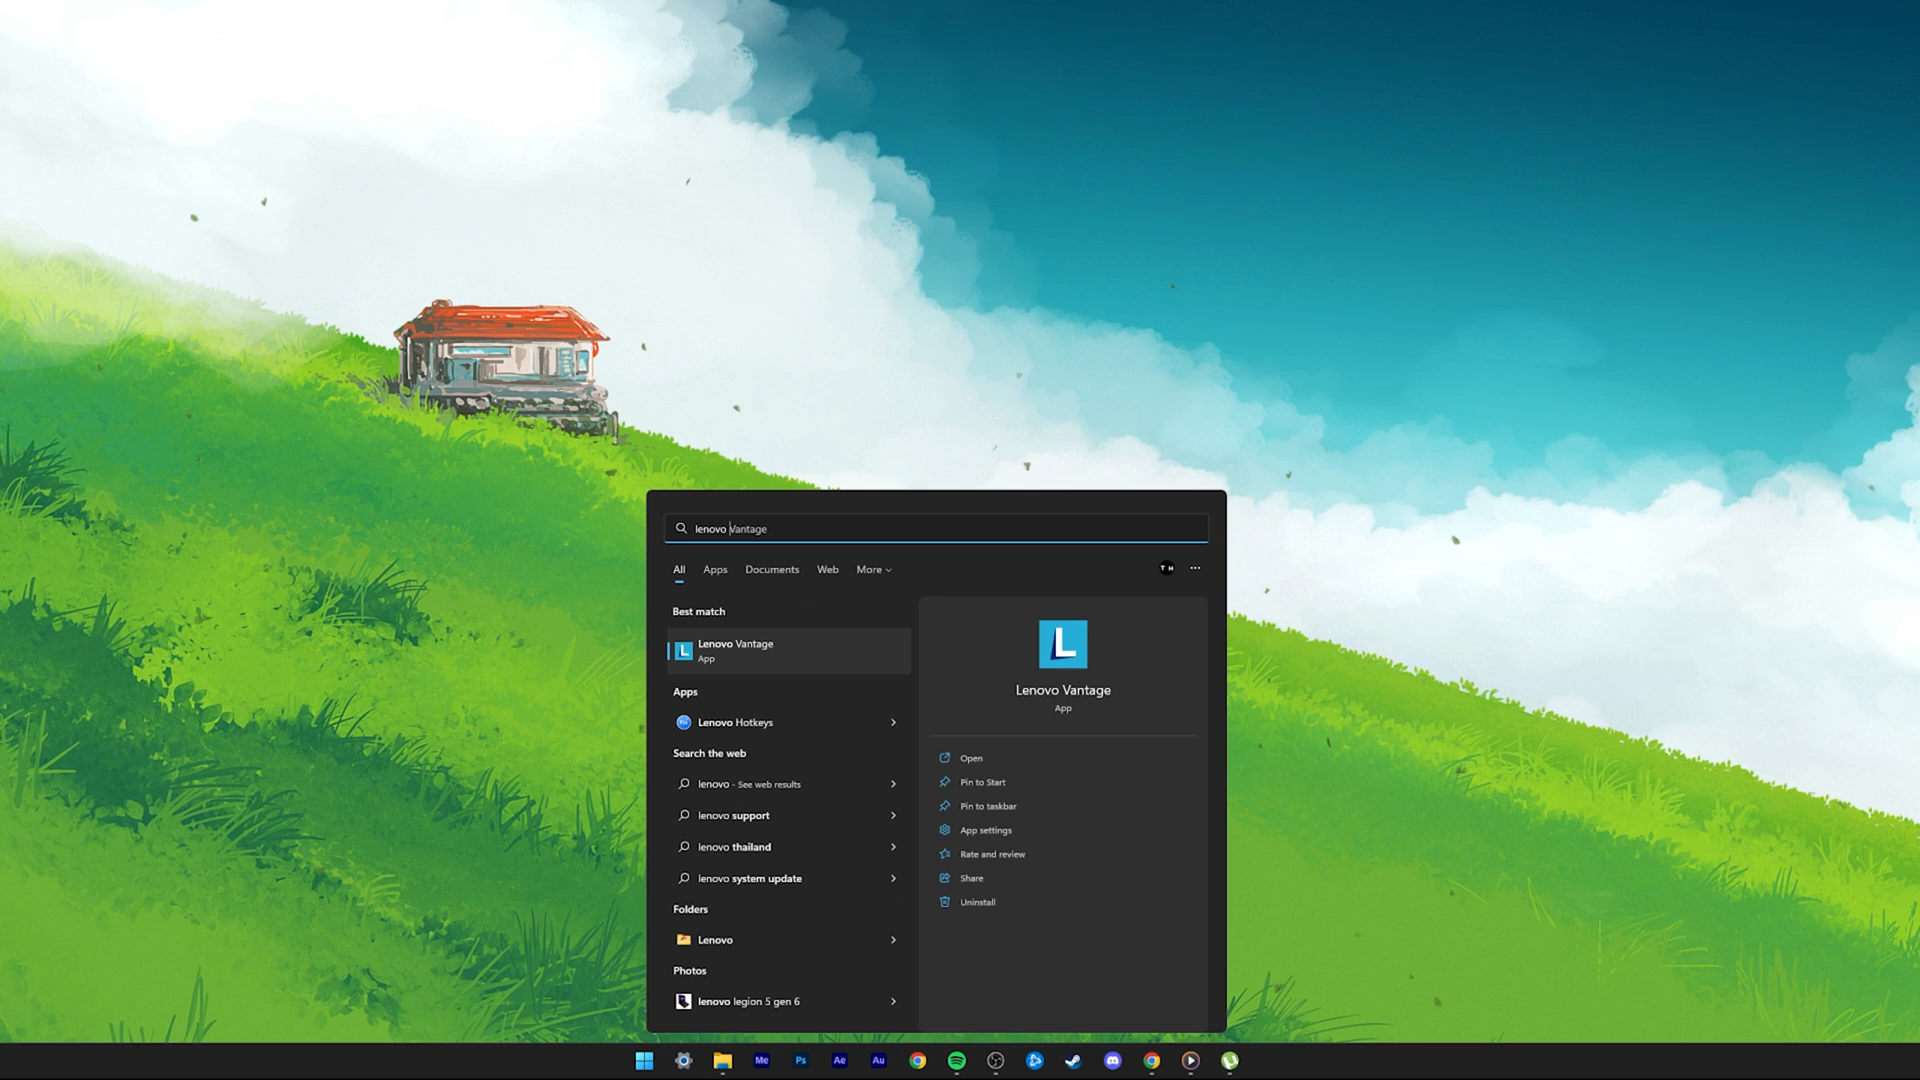 lenovo Vantage
All Apps Documents Web More
T H
Best match
Lenovo Vantage
App
Apps
Lenovo Hotkeys
Search the web
lenovo - See web results
lenovo support
lenovo thailand
lenovo system update
Folders
Lenovo
Photos
lenovo legion 5 gen 6
L
Lenovo Vantage
App
Open
Pin to Start
Pin to taskbar
App settings
Rate and review
Share
Uninstall
Me Ps Ae Au